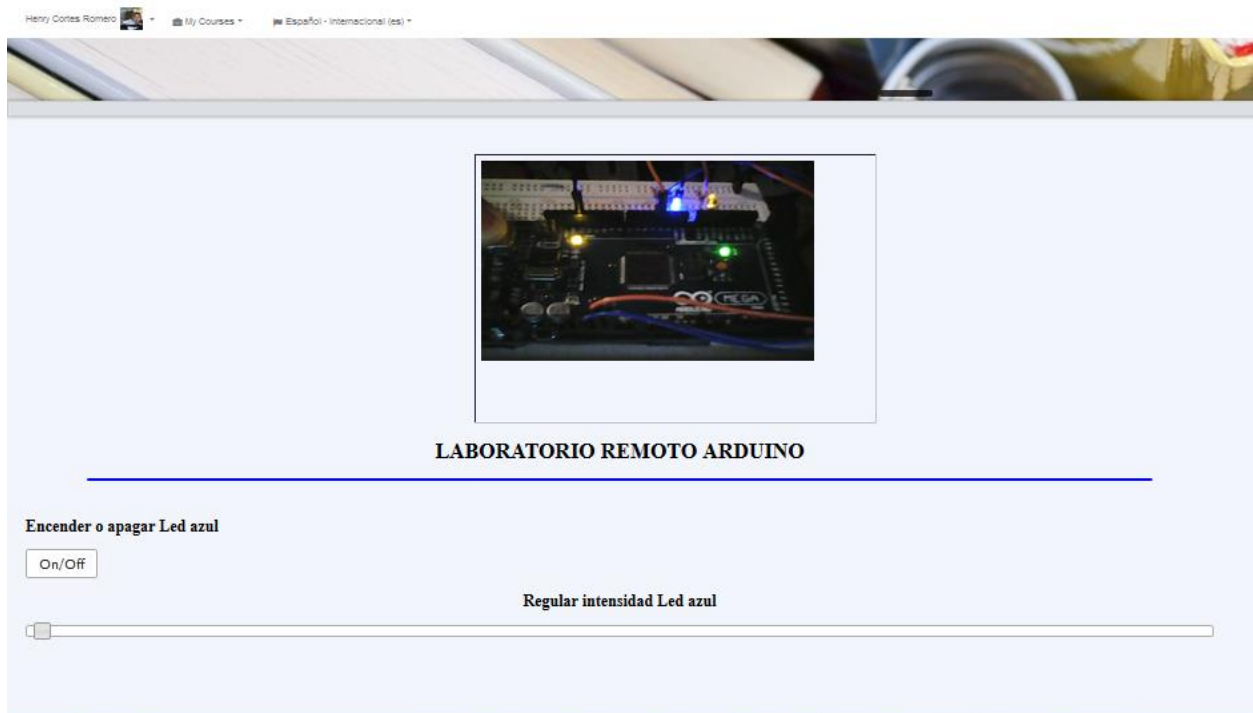 Henry Cortes Romero My Courses Español - Internacional (es)
MEGA
LABORATORIO REMOTO ARDUINO
Encender o apagar Led azul
On/Off
Regular intensidad Led azul